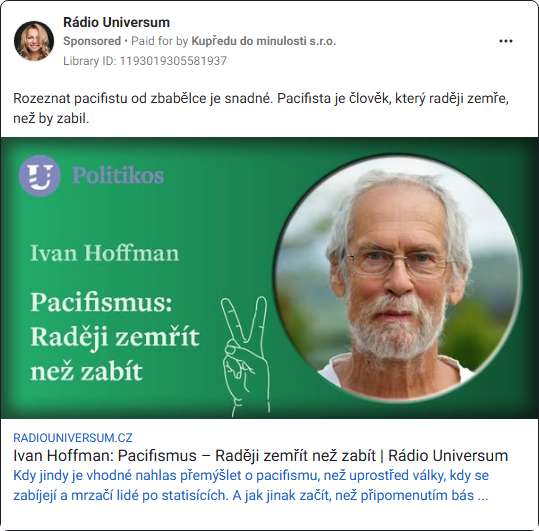 Rádio Universum
Sponsored • Paid for by Kupředu do minulosti s.r.o.
Library ID: 1193019305581937
Rozeznat pacifistu od zbabělce je snadné. Pacifista je člověk, který raději zemře,
než by zabil.
U Politikos
Ivan Hoffman
Pacifismus:
Raději zemřít
než zabít
RADIOUNIVERSUM.CZ
Ivan Hoffman: Pacifismus – Raději zemřít než zabít | Rádio Universum
Kdy jindy je vhodné nahlas přemýšlet o pacifismu, než uprostřed války, kdy se
zabíjejí a mrzačí lidé po statisících. A jak jinak začít, než připomenutím bás ...